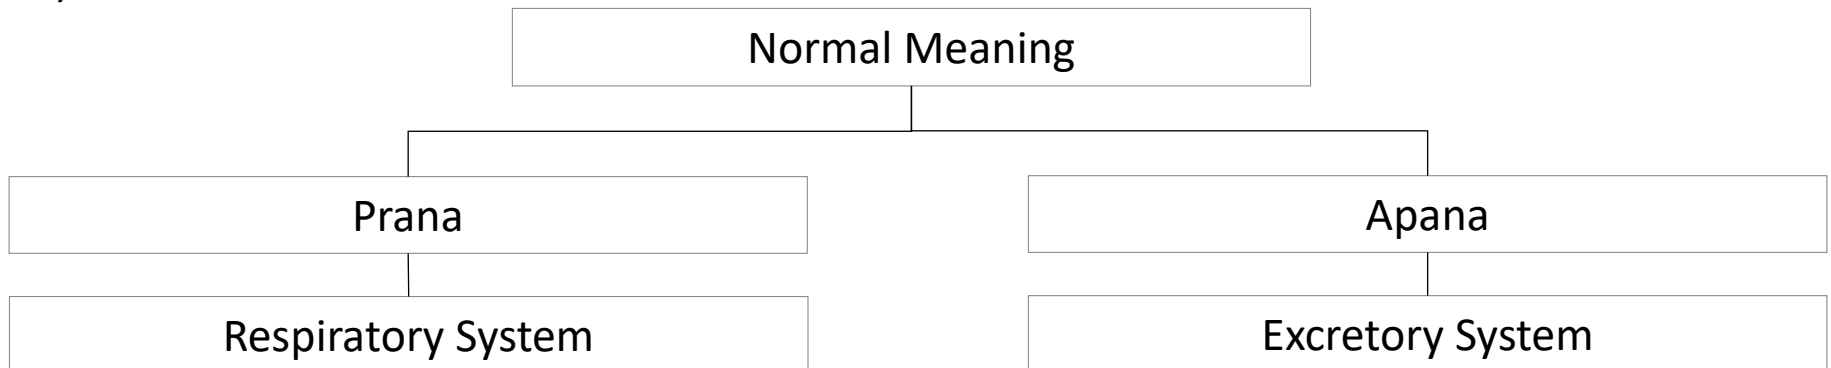 Normal Meaning
Prana
Apana
Respiratory System
Excretory System